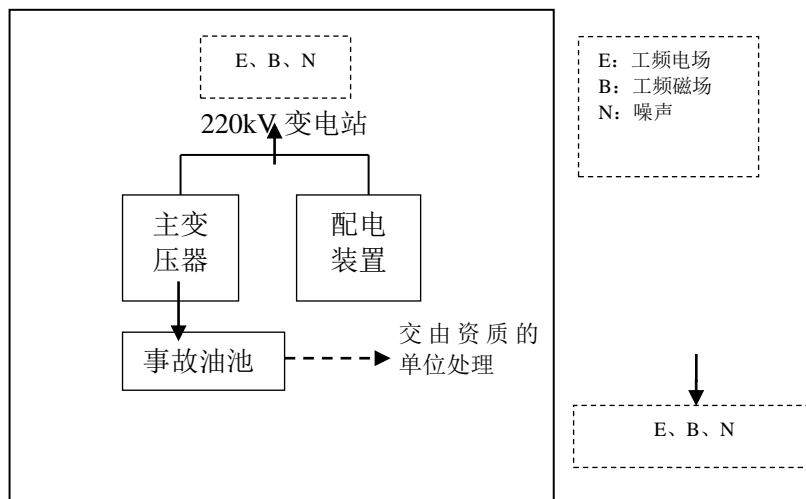 E、B、N
220kV 变电站
主变
压器
配电
装置
事故油池
交由资质的
单位处理
E：工频电场
B：工频磁场
N：噪声
E、B、N